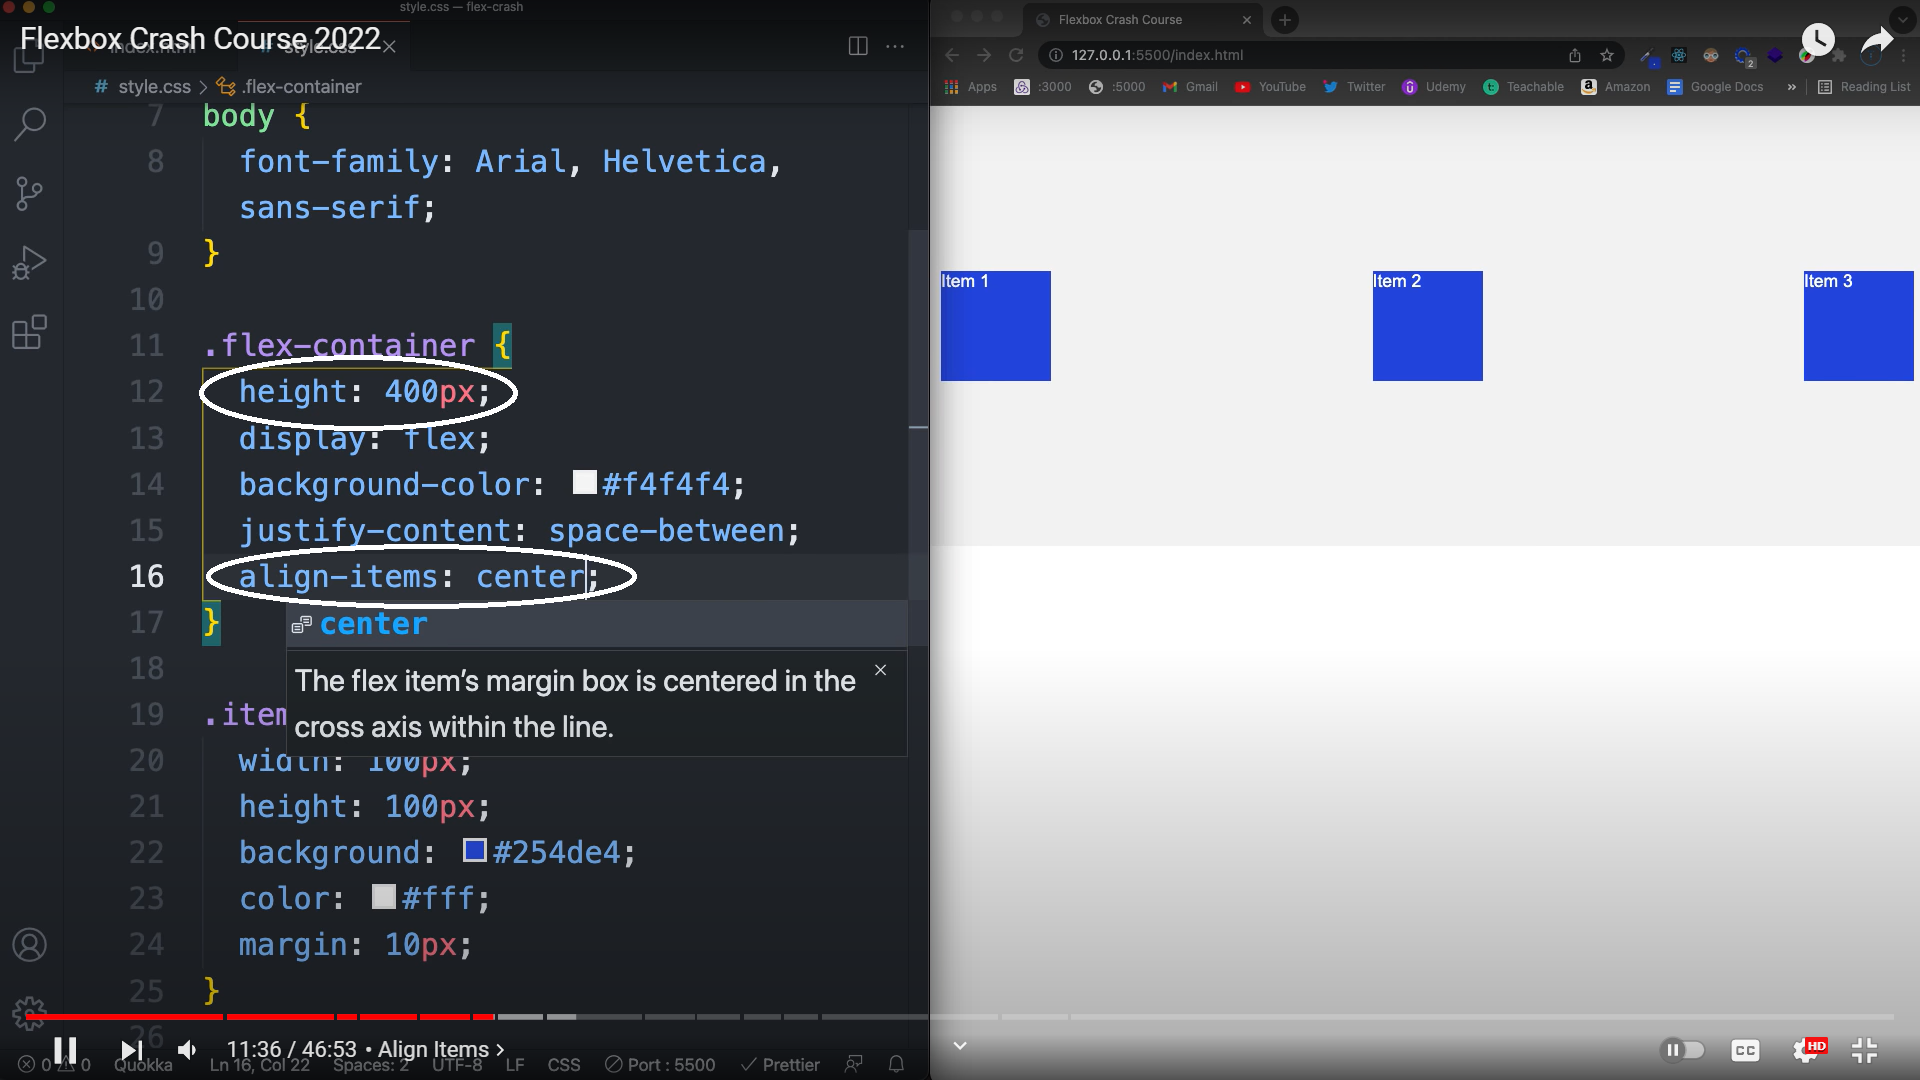 style.css — flex-crash
Flexbox Crash Course 2022
index.html
style.css
# style.css > .flex-container
7 body {
8 font-family: Arial, Helvetica,
sans-serif;
9 }
10
11 .flex-container {
12 height: 400px;
13 display: flex;
14 background-color: #f4f4f4;
15 justify-content: space-between;
16 align-items: center;
17 }
center
18
The flex item's margin box is centered in the
cross axis within the line.
19 .item
20 width: 100px;
21 height: 100px;
22 background: #254de4;
23 color: #fff;
24 margin: 10px;
25 }
26
11:36 / 46:53 • Align Items >
0 0 Quokka Ln 16, Col 22 Spaces: 2 UTF-8 LF CSS Port : 5500 Prettier
Flexbox Crash Course
127.0.0.1:5500/index.html
2
Apps :3000 :5000 Gmail YouTube Twitter Udemy Teachable Amazon Google Docs » Reading List
Item 1 Item 2 Item 3
CC HD